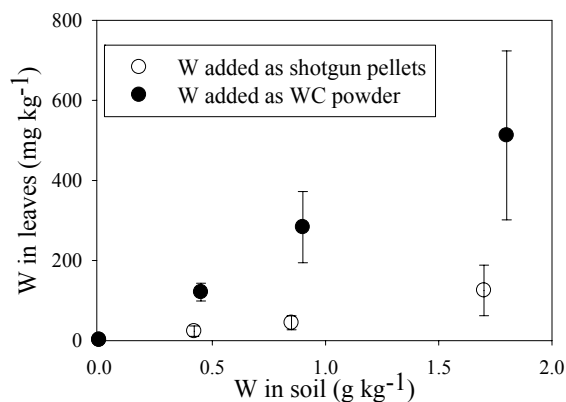 800
600
400
200
0
W in leaves (mg kg-1)
W added as shotgun pellets
W added as WC powder
0.0 0.5 1.0 1.5 2.0
W in soil (g kg-1)